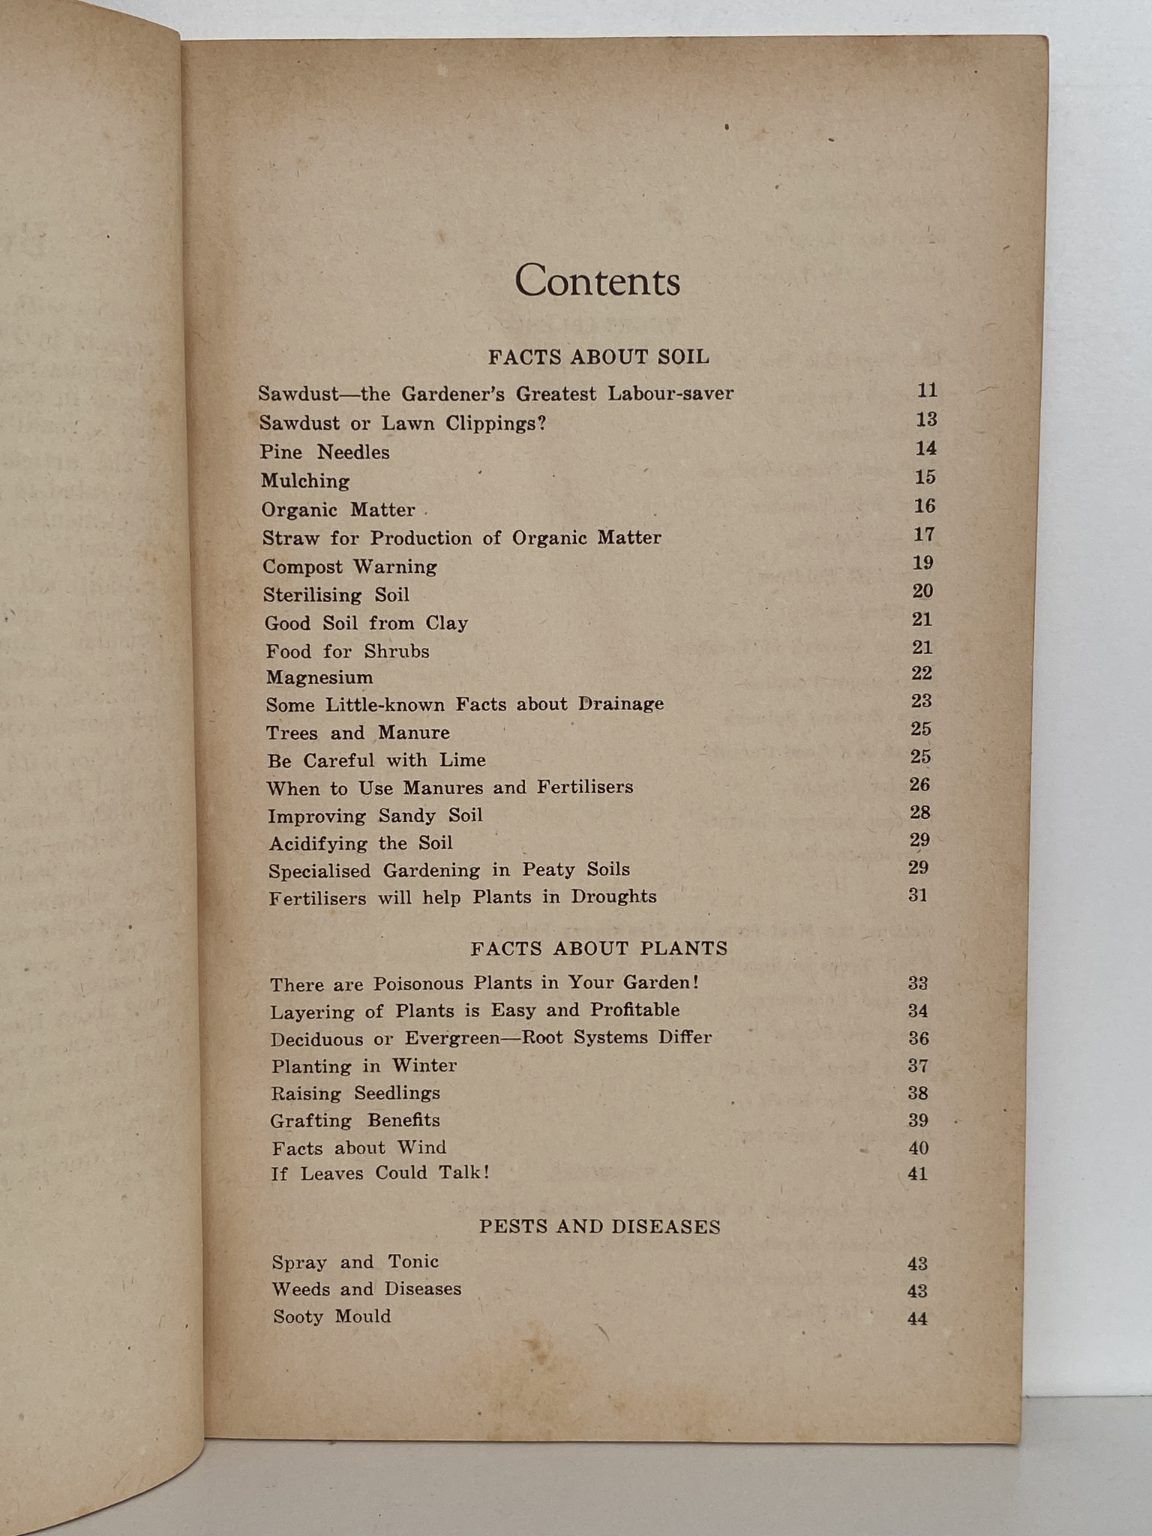 Contents
FACTS ABOUT SOIL
Sawdust—the Gardener's Greatest Labour-saver 11
Sawdust or Lawn Clippings? 13
Pine Needles 14
Mulching 15
Organic Matter 16
Straw for Production of Organic Matter 17
Compost Warning 19
Sterilising Soil 20
Good Soil from Clay 21
Food for Shrubs 21
Magnesium 22
Some Little-known Facts about Drainage 23
Trees and Manure 25
Be Careful with Lime 25
When to Use Manures and Fertilisers 26
Improving Sandy Soil 28
Acidifying the Soil 29
Specialised Gardening in Peaty Soils 29
Fertilisers will help Plants in Droughts 31
FACTS ABOUT PLANTS
There are Poisonous Plants in Your Garden! 33
Layering of Plants is Easy and Profitable 34
Deciduous or Evergreen—Root Systems Differ 36
Planting in Winter 37
Raising Seedlings 38
Grafting Benefits 39
Facts about Wind 40
If Leaves Could Talk! 41
PESTS AND DISEASES
Spray and Tonic 43
Weeds and Diseases 43
Sooty Mould 44